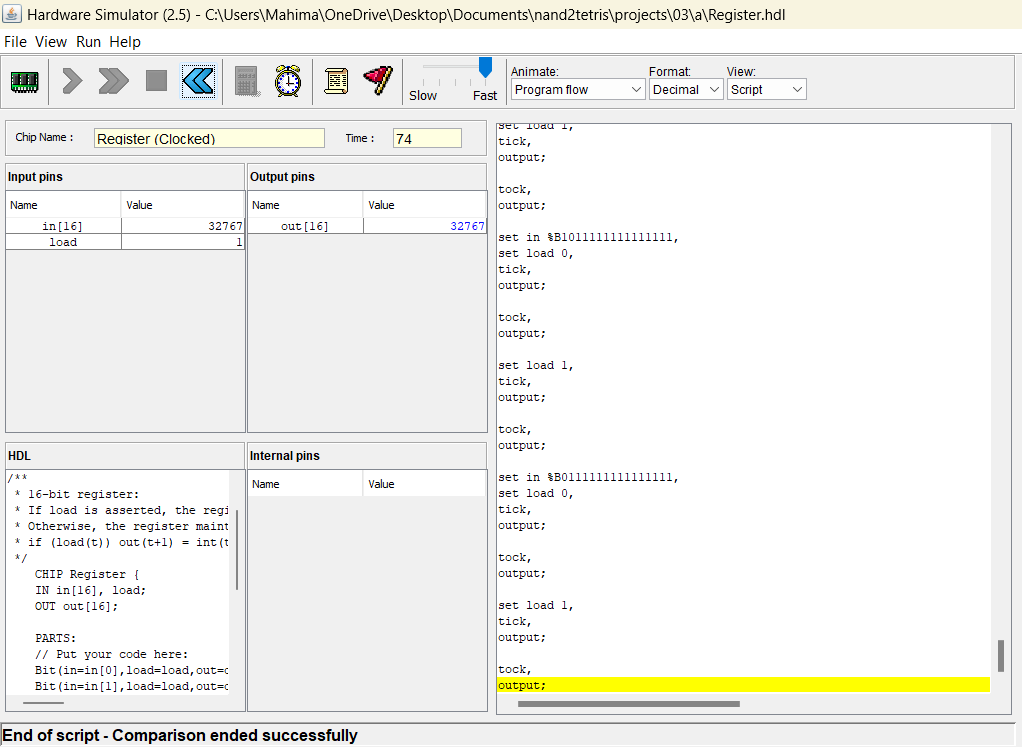 Hardware Simulator (2.5) - C:\Users\Mahima\OneDrive\Desktop\Documents\nand2tetris\projects\03\a\Register.hdl
File View Run Help
Slow Fast
Animate:
Program flow
Format:
Decimal
View:
Script
Chip Name : Register (Clocked) Time : 74
Input pins
Name Value
in[16] 32767
load 1
Output pins
Name Value
out[16] 32767
HDL
/**
* 16-bit register:
* If load is asserted, the regi
* Otherwise, the register maint
* if (load(t)) out(t+1) = int(t
*/
CHIP Register {
IN in[16], load;
OUT out[16];
PARTS:
// Put your code here:
Bit(in=in[0],load=load,out=o
Bit(in=in[1],load=load,out=o
Internal pins
Name Value
set load 1,
tick,
output;
tock,
output;
set in %B1011111111111111,
set load 0,
tick,
output;
tock,
output;
set load 1,
tick,
output;
tock,
output;
set in %B0111111111111111,
set load 0,
tick,
output;
tock,
output;
set load 1,
tick,
output;
tock,
output;
End of script - Comparison ended successfully